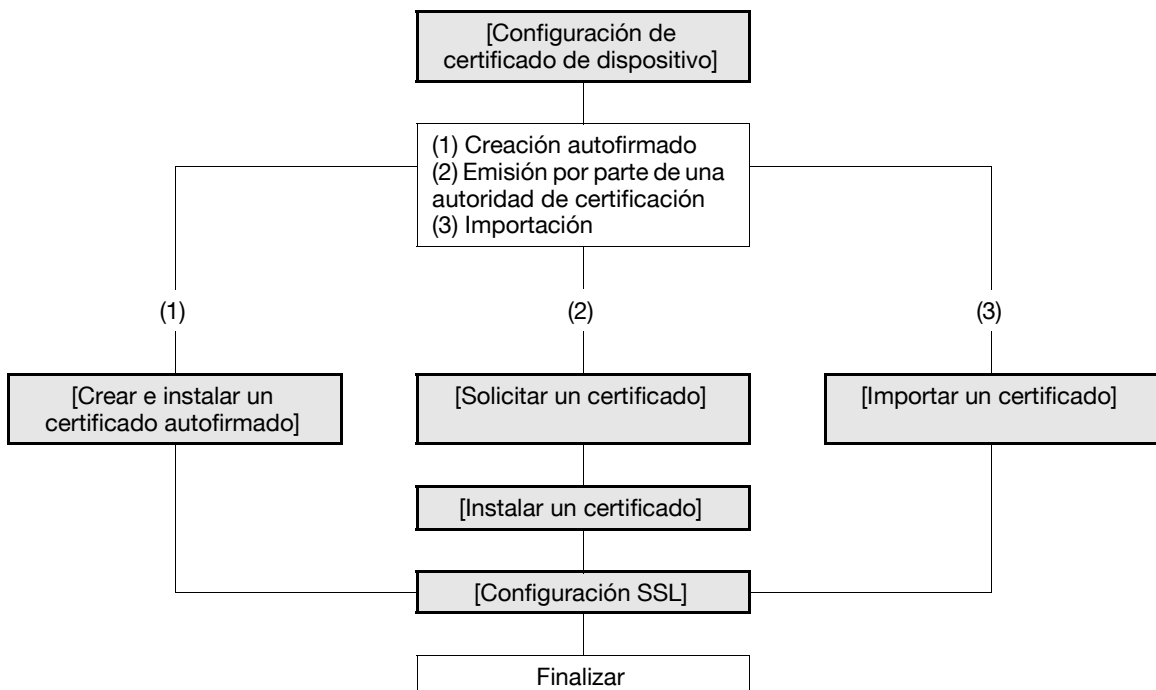 [Configuración de
certificado de dispositivo]
(1) Creación autofirmado
(2) Emisión por parte de una
autoridad de certificación
(3) Importación
(1)
(2)
(3)
[Crear e instalar un
certificado autofirmado]
[Solicitar un certificado]
[Importar un certificado]
[Instalar un certificado]
[Configuración SSL]
Finalizar